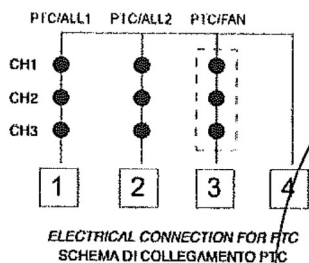 PTC/ALL1 PTC/ALL2 PTC/FAN
CH1
CH2
CH3
1 2 3 4
ELECTRICAL CONNECTION FOR PTC
SCHEMA DI COLLEGAMENTO PTC